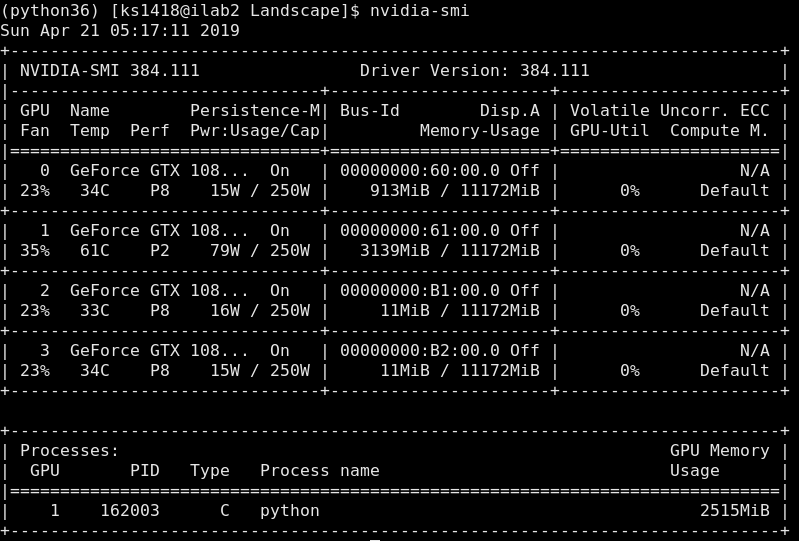 (python36) [ks1418@ilab2 Landscape]$ nvidia-smi
Sun Apr 21 05:17:11 2019
+-----------------------------------------------------------------------------+
| NVIDIA-SMI 384.111                Driver Version: 384.111                   |
|-------------------------------+----------------------+----------------------+
| GPU  Name        Persistence-M| Bus-Id        Disp.A | Volatile Uncorr. ECC |
| Fan  Temp  Perf  Pwr:Usage/Cap|         Memory-Usage | GPU-Util  Compute M. |
|===============================+======================+======================|
|   0  GeForce GTX 108...  On   | 00000000:60:00.0 Off |                  N/A |
| 23%   34C    P8    15W / 250W |    913MiB / 11172MiB |      0%      Default |
+-------------------------------+----------------------+----------------------+
|   1  GeForce GTX 108...  On   | 00000000:61:00.0 Off |                  N/A |
| 35%   61C    P2    79W / 250W |   3139MiB / 11172MiB |      0%      Default |
+-------------------------------+----------------------+----------------------+
|   2  GeForce GTX 108...  On   | 00000000:B1:00.0 Off |                  N/A |
| 23%   33C    P8    16W / 250W |     11MiB / 11172MiB |      0%      Default |
+-------------------------------+----------------------+----------------------+
|   3  GeForce GTX 108...  On   | 00000000:B2:00.0 Off |                  N/A |
| 23%   34C    P8    15W / 250W |     11MiB / 11172MiB |      0%      Default |
+-------------------------------+----------------------+----------------------+

+-----------------------------------------------------------------------------+
| Processes:                                                       GPU Memory |
|  GPU       PID   Type   Process name                             Usage      |
|=============================================================================|
|    1    162003      C   python                                      2515MiB |
+-----------------------------------------------------------------------------+